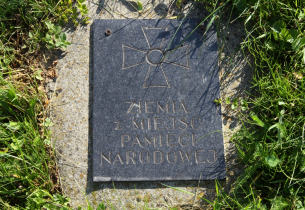 ZIEMIA
Z MIEJSC
PAMIĘCI
NARODOWEJ